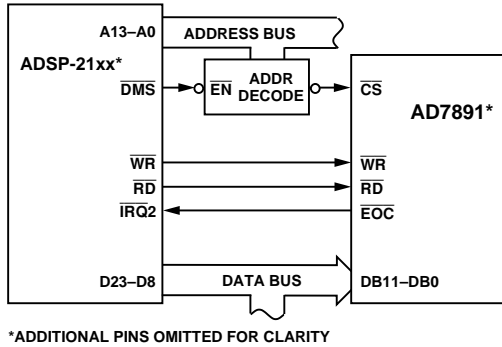 A13–A0
ADDRESS BUS
ADSP-21xx*
DMS
EN
ADDR
DECODE
CS
AD7891*
WR
WR
RD
RD
IRQ2
EOC
D23–D8
DATA BUS
DB11–DB0
*ADDITIONAL PINS OMITTED FOR CLARITY